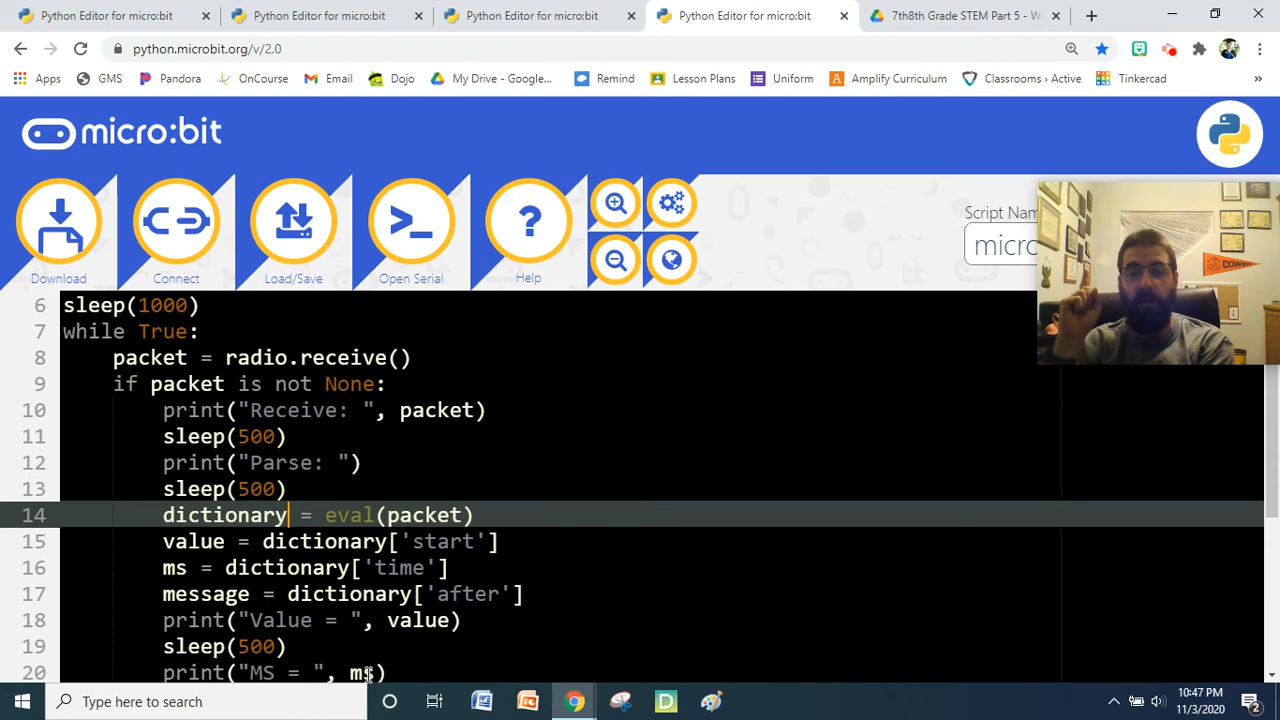 Python Editor for micro:bit
Python Editor for micro:bit
Python Editor for micro:bit
Python Editor for micro:bit
7th8th Grade STEM Part 5 - W
python.microbit.org/v/2.0
Apps
GMS
Pandora
OnCourse
Email
Dojo
My Drive - Google...
Remind
Lesson Plans
Uniform
Amplify Curriculum
Classrooms › Active
Tinkercad
»
micro:bit
Download
Connect
Load/Save
Open Serial
Help
Script Nam
micro
COWAN
6 sleep(1000)
7 while True:
8 packet = radio.receive()
9 if packet is not None:
10 print("Receive: ", packet)
11 sleep(500)
12 print("Parse: ")
13 sleep(500)
14 dictionary = eval(packet)
15 value = dictionary['start']
16 ms = dictionary['time']
17 message = dictionary['after']
18 print("Value = ", value)
19 sleep(500)
20 print("MS = ", ms)
Type here to search
10:47 PM
11/3/2020
2